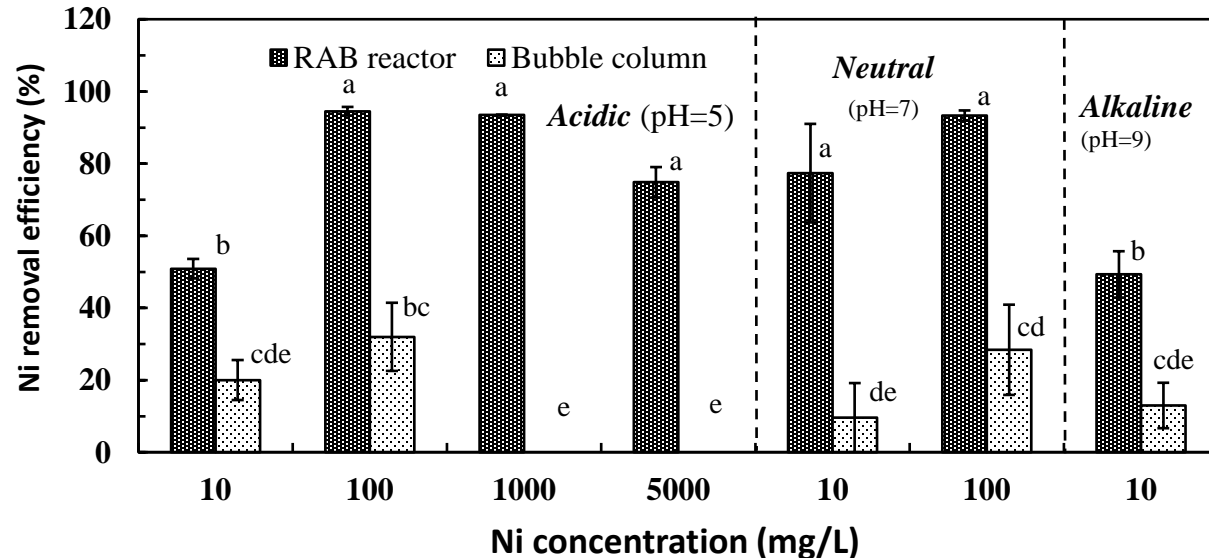 120
100
80
60
40
20
0
Ni removal efficiency (%)
RAB reactor
Bubble column
Acidic (pH=5)
Neutral
(pH=7)
Alkaline
(pH=9)
b
cde
a
bc
a
e
a
e
a
de
a
cd
b
cde
10
100
1000
5000
10
100
10
Ni concentration (mg/L)